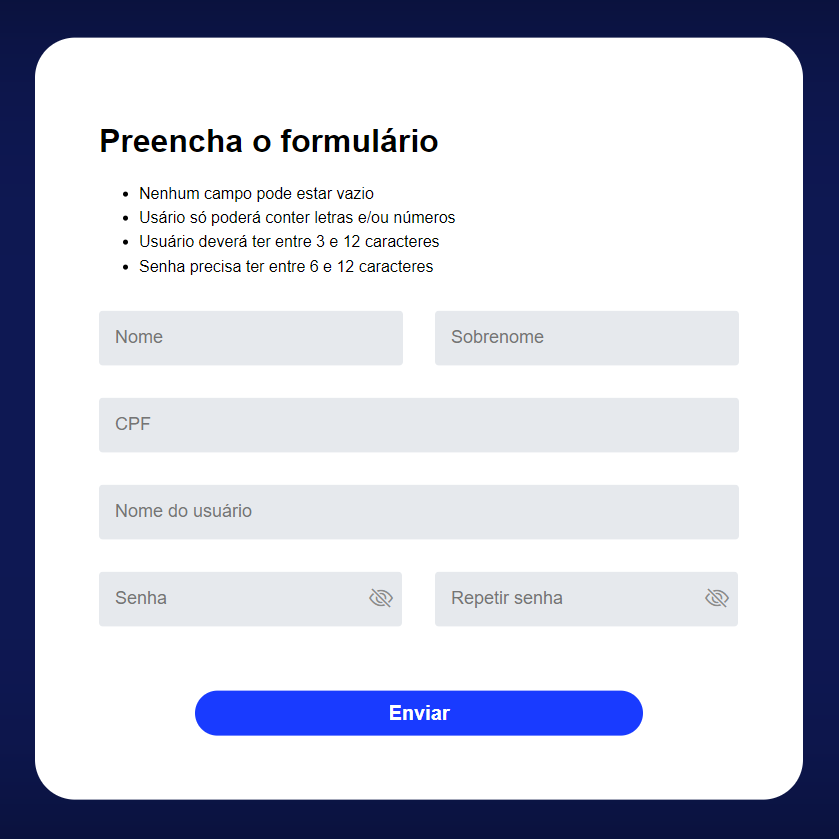 Preencha o formulário
• Nenhum campo pode estar vazio
• Usário só poderá conter letras e/ou números
• Usuário deverá ter entre 3 e 12 caracteres
• Senha precisa ter entre 6 e 12 caracteres
Nome Sobrenome
CPF
Nome do usuário
Senha Repetir senha
Enviar